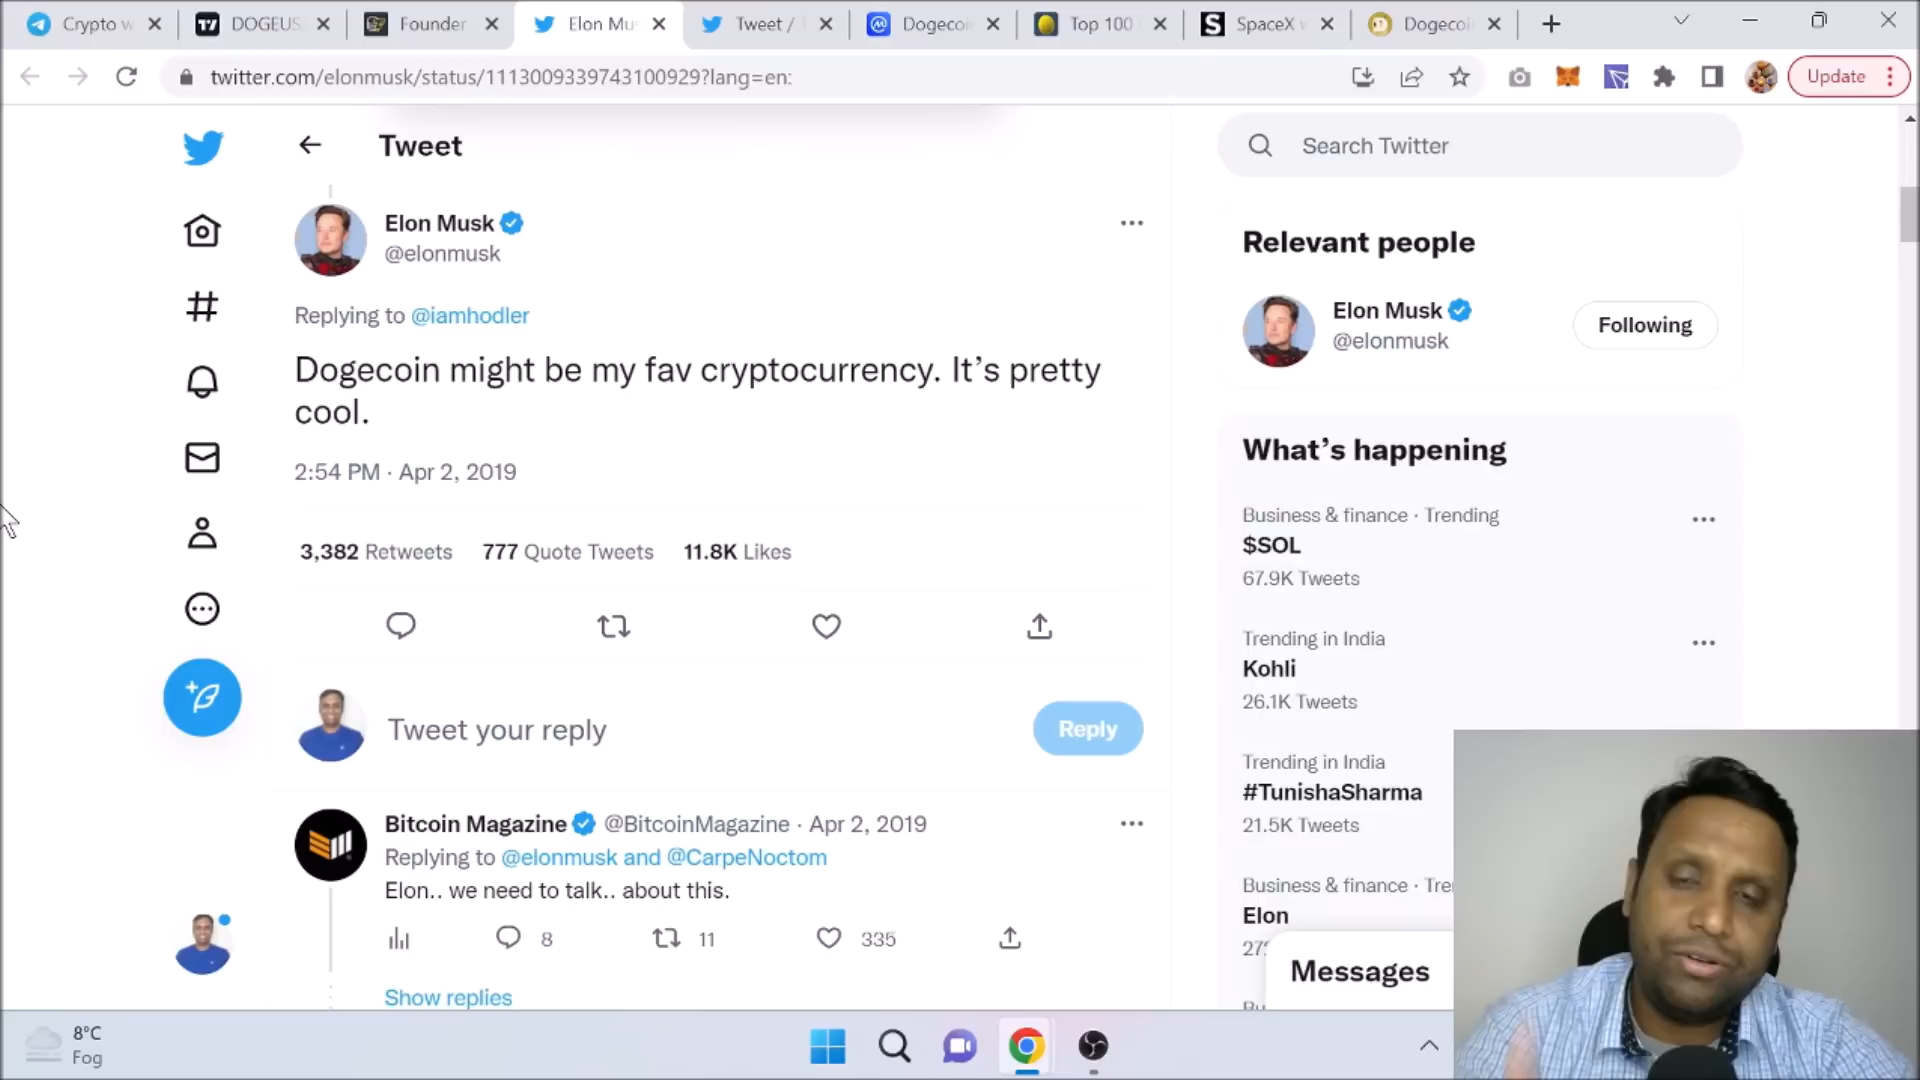 Crypto w
DOGEUS
Founder
Elon Mu
Tweet / 
Dogecoi
Top 100
SpaceX v
Dogecoi
twitter.com/elonmusk/status/1113009339743100929?lang=en:
Update
Tweet
Search Twitter
Elon Musk
@elonmusk
Replying to @iamhodler
Dogecoin might be my fav cryptocurrency. It’s pretty
cool.
2:54 PM · Apr 2, 2019
3,382 Retweets 777 Quote Tweets 11.8K Likes
Tweet your reply
Reply
Bitcoin Magazine @BitcoinMagazine · Apr 2, 2019
Replying to @elonmusk and @CarpeNoctom
Elon.. we need to talk.. about this.
8 11 335
Show replies
Relevant people
Elon Musk
@elonmusk
Following
What’s happening
Business & finance · Trending
$SOL
67.9K Tweets
Trending in India
Kohli
26.1K Tweets
Trending in India
#TunishaSharma
21.5K Tweets
Business & finance · Tre
Elon
Messages
8°C
Fog